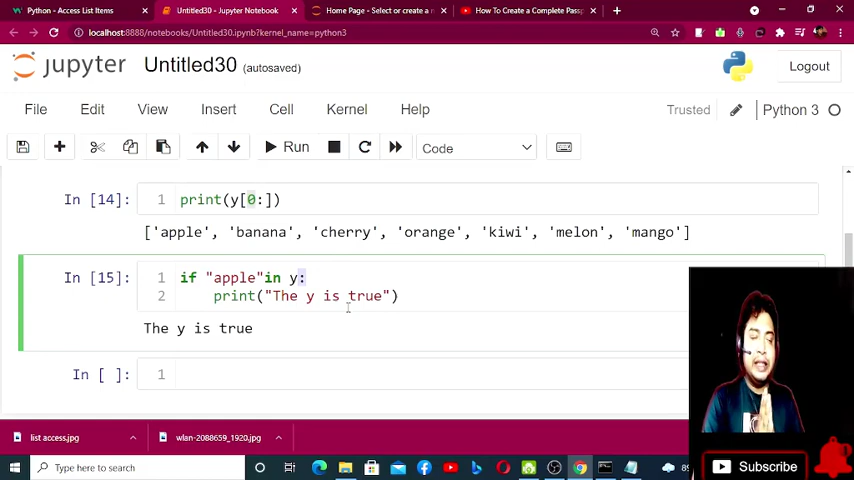 Python - Access List Items
Untitled30 - Jupyter Notebook
Home Page - Select or create a n
How To Create a Complete Passp
localhost:8888/notebooks/Untitled30.ipynb?kernel_name=python3
jupyter Untitled30 (autosaved)
Logout
File Edit View Insert Cell Kernel Help
Trusted Python 3
Run Code
In [14]: 1 print(y[0:])
['apple', 'banana', 'cherry', 'orange', 'kiwi', 'melon', 'mango']
In [15]: 1 if "apple"in y:
2 print("The y is true")
The y is true
In [ ]: 1
list access.jpg
wlan-2088659_1920.jpg
Subscribe
Type here to search